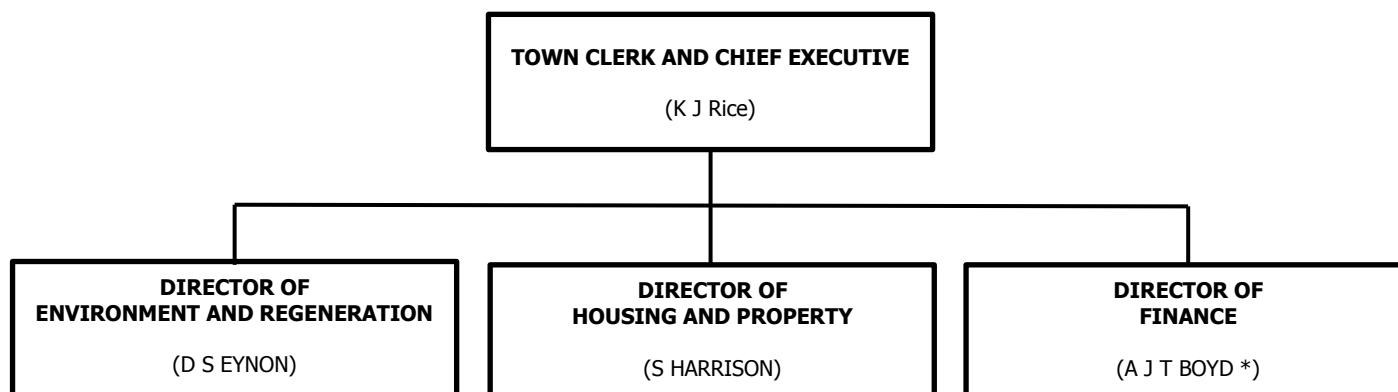 TOWN CLERK AND CHIEF EXECUTIVE
(K J Rice)
DIRECTOR OF
ENVIRONMENT AND REGENERATION
(D S EYNON)
DIRECTOR OF
HOUSING AND PROPERTY
(S HARRISON)
DIRECTOR OF
FINANCE
(A J T BOYD *)